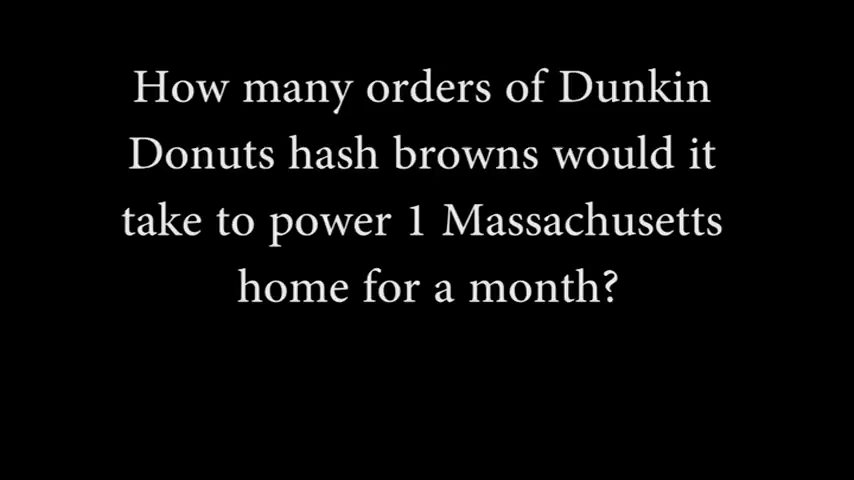 How many orders of Dunkin
Donuts hash browns would it
take to power 1 Massachusetts
home for a month?